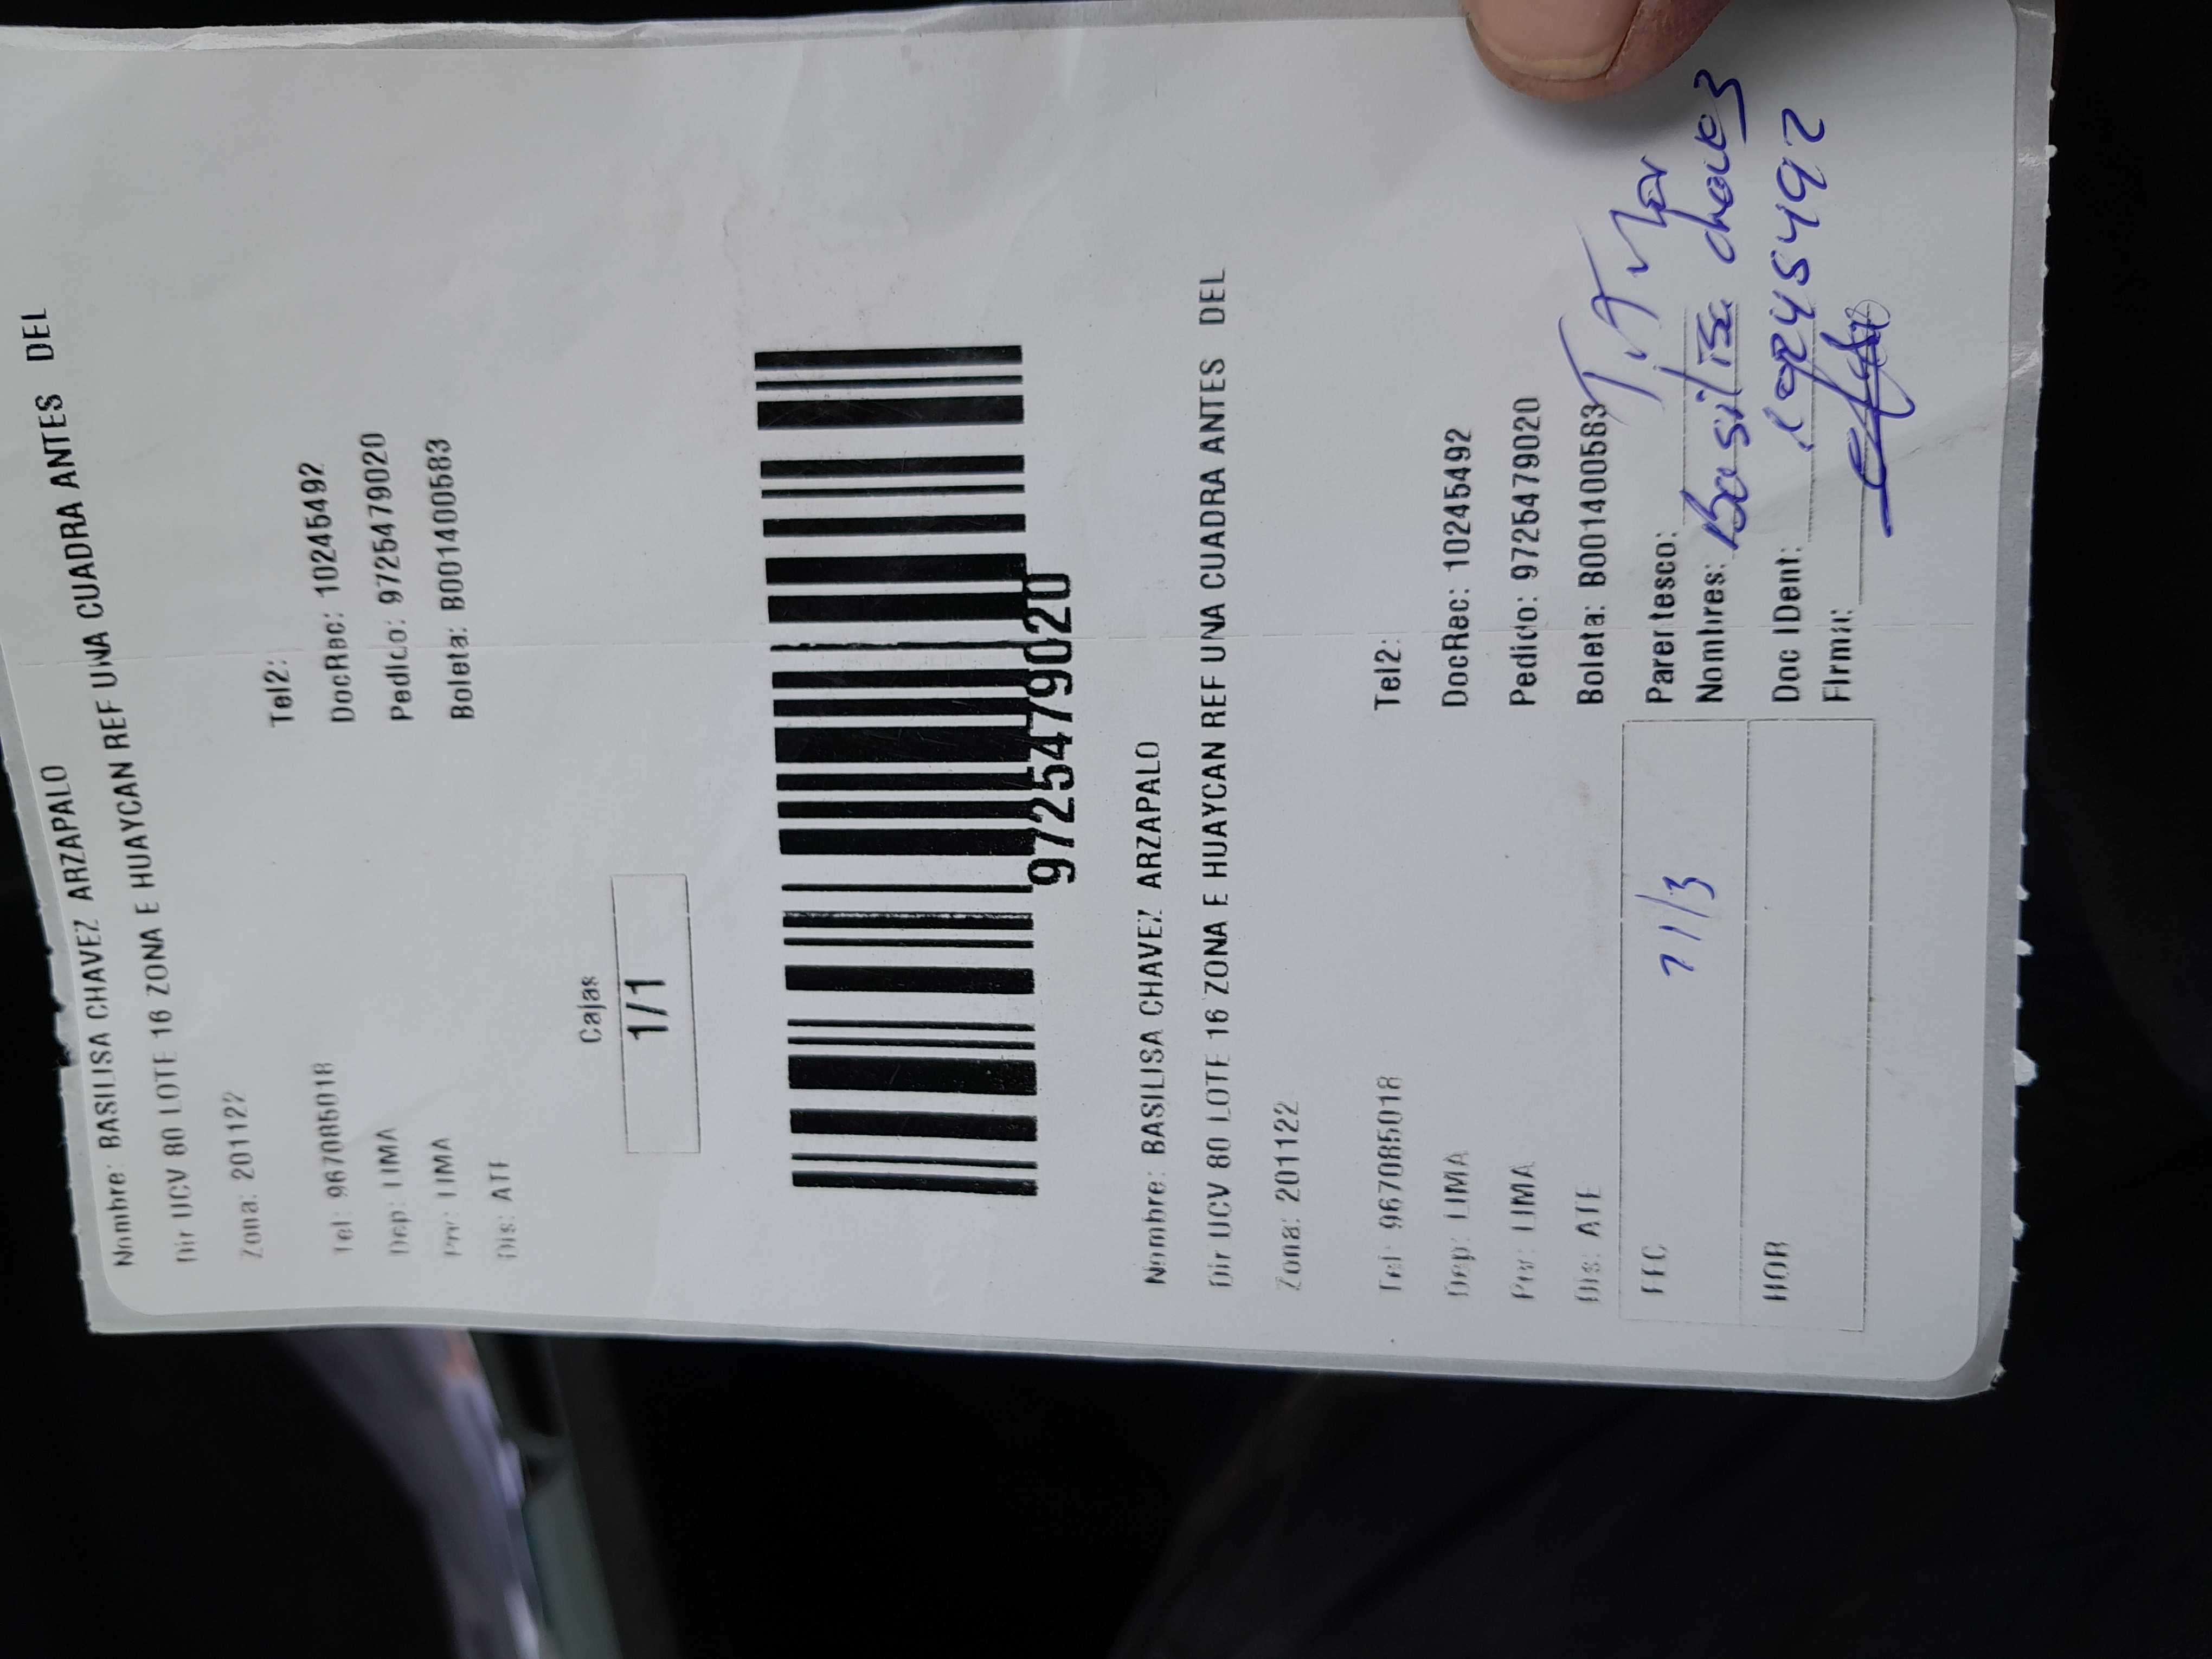 Nombre: BASILISA CHAVEZ ARZAPALO
Dir UCV 80 LOTE 16 ZONA E HUAYCAN REF UNA CUADRA ANTES DEL
Zona: 201122
Tel: 967085018 Tel2:
Dep: LIMA DocRec: 10245492
Prv: LIMA Pedido: 9725479020
Dis: ATE Boleta: B001400583
Cajas
1/1
9725479020
Nombre: BASILISA CHAVEZ ARZAPALO
Dir UCV 80 LOTE 16 ZONA E HUAYCAN REF UNA CUADRA ANTES DEL
Zona: 201122
Tel: 967085018 Tel2:
Dep: LIMA DocRec: 10245492
Prv: LIMA Pedido: 9725479020
Dis: ATE Boleta: B001400583
FEC Parentesco:
Nombres: Basilisa chavez
HOR Doc IDent: 10245492
Firma: